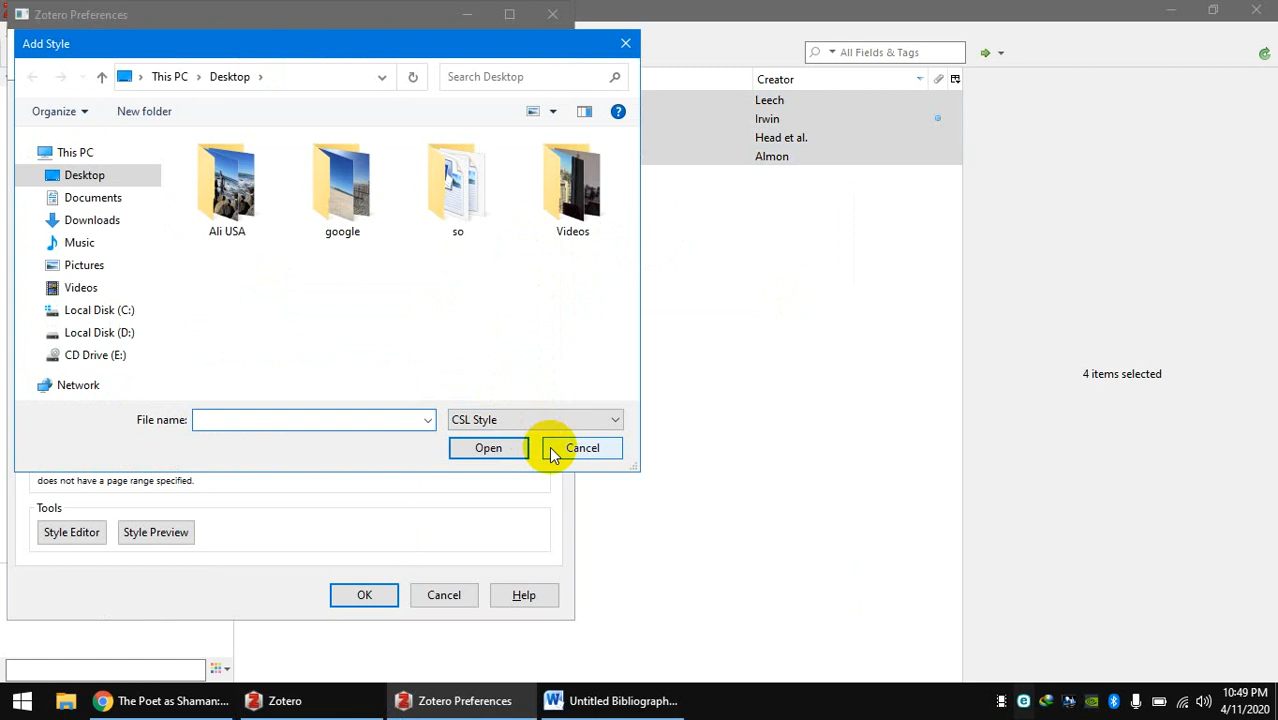 Zotero Preferences
Add Style
This PC
Desktop
Search Desktop
All Fields & Tags
Organize
New folder
Creator
Leech
Irwin
Head et al.
Almon
This PC
Desktop
Documents
Downloads
Music
Pictures
Videos
Local Disk (C:)
Local Disk (D:)
CD Drive (E:)
Network
Ali USA
google
so
Videos
4 items selected
File name:
CSL Style
Open
Cancel
does not have a page range specified.
Tools
Style Editor
Style Preview
OK
Cancel
Help
The Poet as Shaman:...
Zotero
Zotero Preferences
Untitled Bibliograph...
10:49 PM
4/11/2020